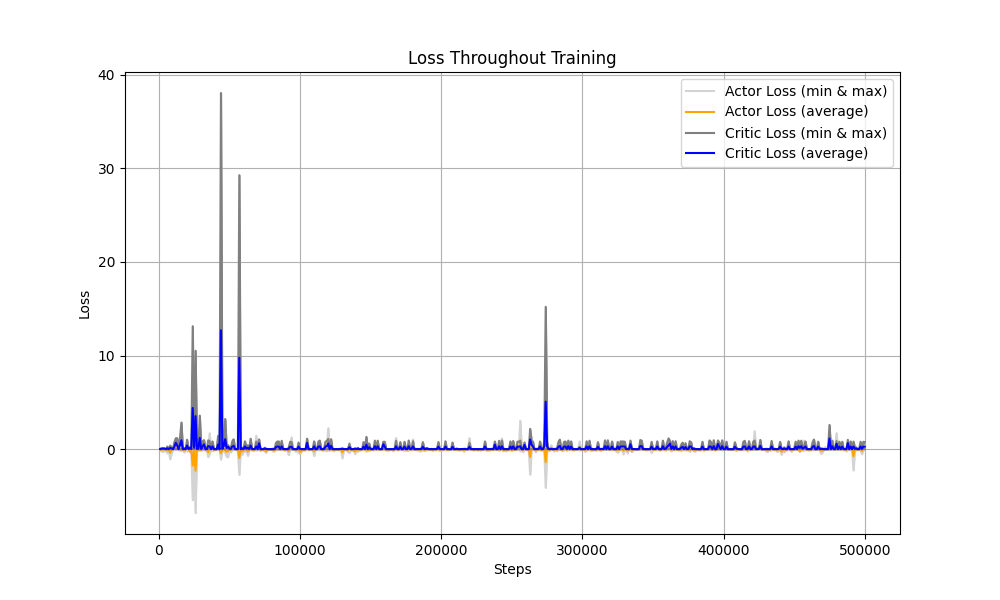 Loss Throughout Training
Actor Loss (min & max)
Actor Loss (average)
Critic Loss (min & max)
Critic Loss (average)
40
30
20
10
0
Loss
0 100000 200000 300000 400000 500000
Steps